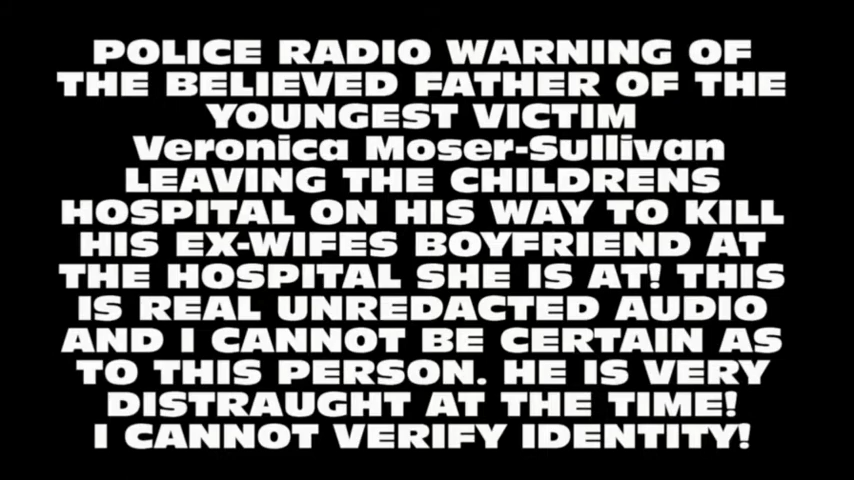 POLICE RADIO WARNING OF
THE BELIEVED FATHER OF THE
YOUNGEST VICTIM
Veronica Moser-Sullivan
LEAVING THE CHILDRENS
HOSPITAL ON HIS WAY TO KILL
HIS EX-WIFES BOYFRIEND AT
THE HOSPITAL SHE IS AT! THIS
IS REAL UNREDACTED AUDIO
AND I CANNOT BE CERTAIN AS
TO THIS PERSON. HE IS VERY
DISTRAUGHT AT THE TIME!
I CANNOT VERIFY IDENTITY!